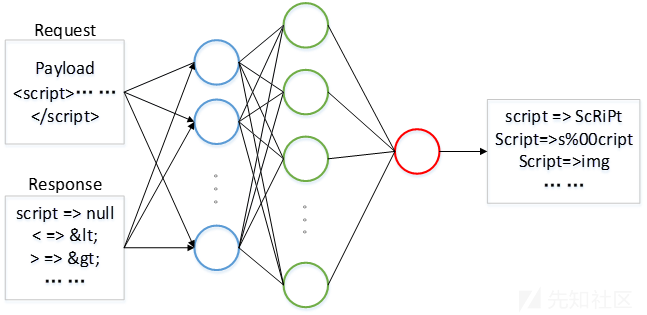 Request
Payload
<script>… …
</script>
Response
script => null
< => &lt;
> => &gt;
… …
script => ScRiPt
Script=>s%00cript
Script=>img
… …
先知社区